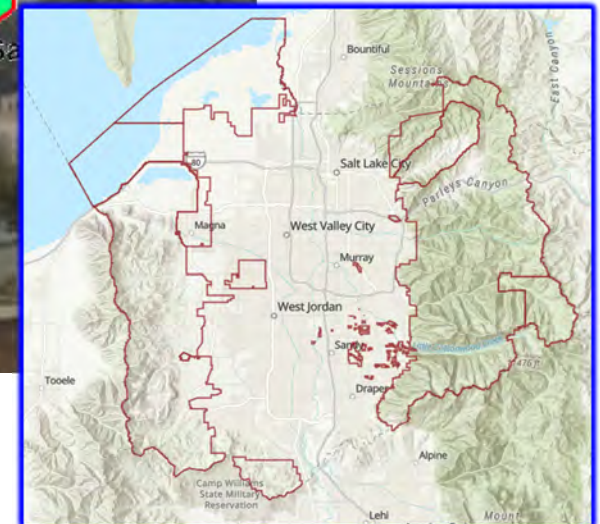 Bountiful
Sessions
Mountains
East Canyon
80
Salt Lake City
Parleys Canyon
Magna
West Valley City
Murray
West Jordan
Tooele
Draper
Alpine
Camp Williams
State Military
Reservation
Lehi
Mount